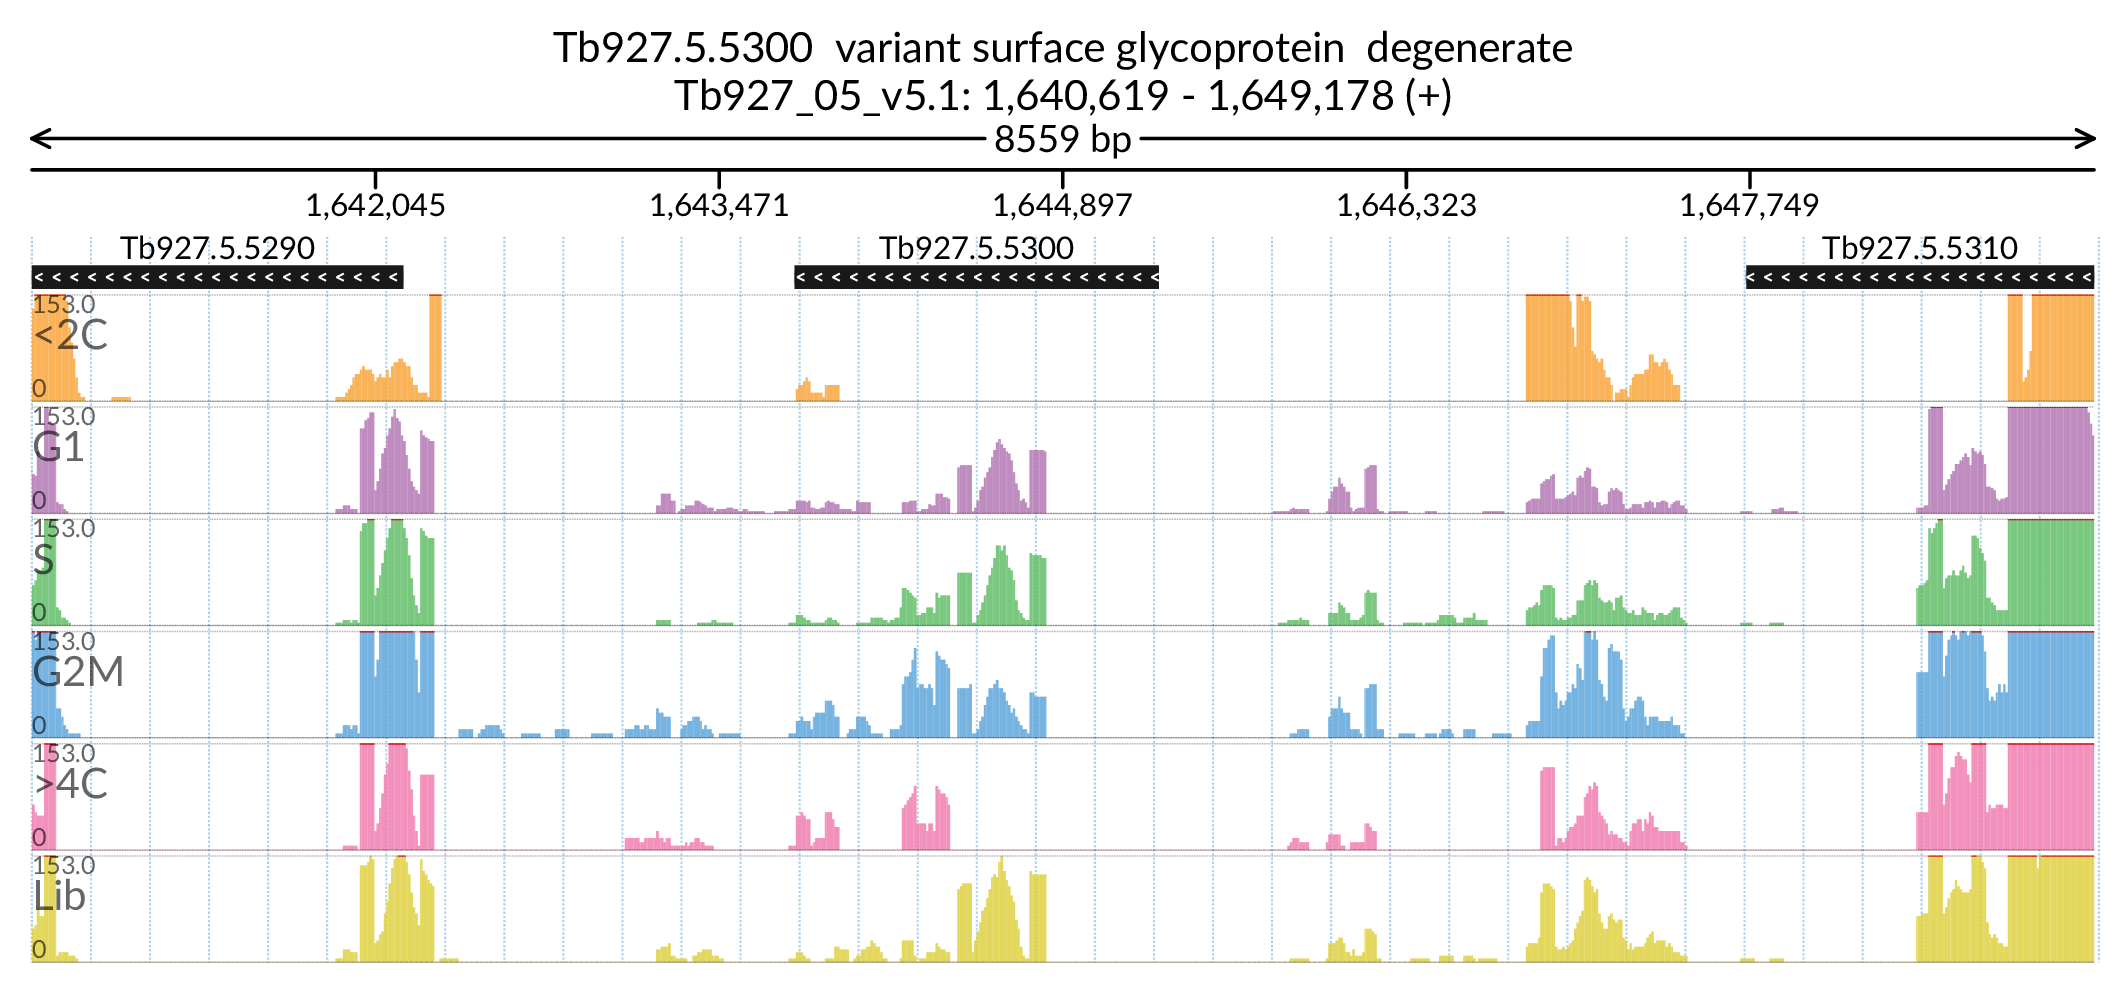 Tb927.5.5300 variant surface glycoprotein degenerate
Tb927_05_v5.1: 1,640,619 - 1,649,178 (+)
8559 bp
1,642,045 1,643,471 1,644,897 1,646,323 1,647,749
Tb927.5.5290 Tb927.5.5300 Tb927.5.5310
153.0
<2C
0
153.0
G1
0
153.0
S
0
153.0
G2M
0
153.0
>4C
0
153.0
Lib
0